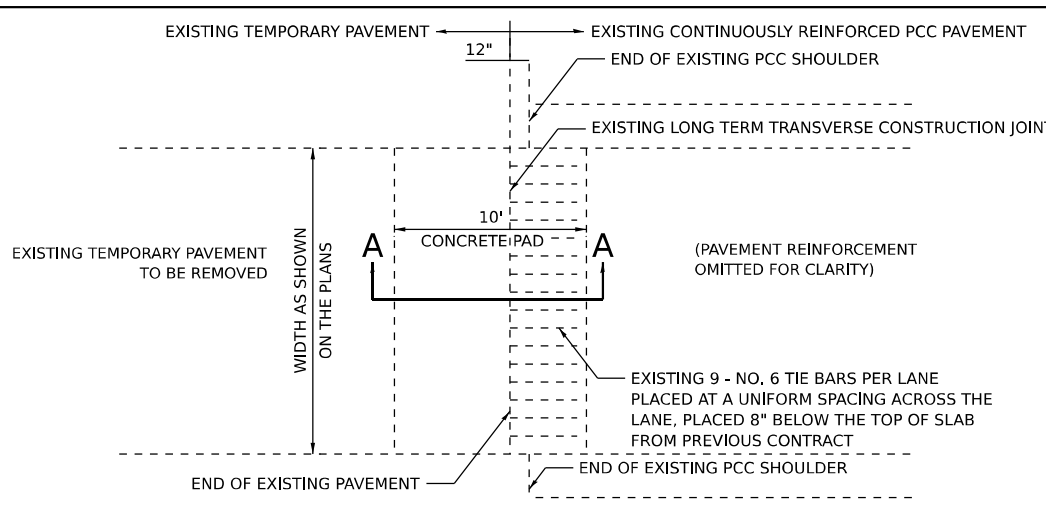 EXISTING TEMPORARY PAVEMENT
EXISTING CONTINUOUSLY REINFORCED PCC PAVEMENT
12"
END OF EXISTING PCC SHOULDER
EXISTING LONG TERM TRANSVERSE CONSTRUCTION JOINT
10'
CONCRETE PAD
A
A
EXISTING TEMPORARY PAVEMENT
TO BE REMOVED
WIDTH AS SHOWN
ON THE PLANS
(PAVEMENT REINFORCEMENT
OMITTED FOR CLARITY)
EXISTING 9 - NO. 6 TIE BARS PER LANE
PLACED AT A UNIFORM SPACING ACROSS THE
LANE, PLACED 8" BELOW THE TOP OF SLAB
FROM PREVIOUS CONTRACT
END OF EXISTING PCC SHOULDER
END OF EXISTING PAVEMENT